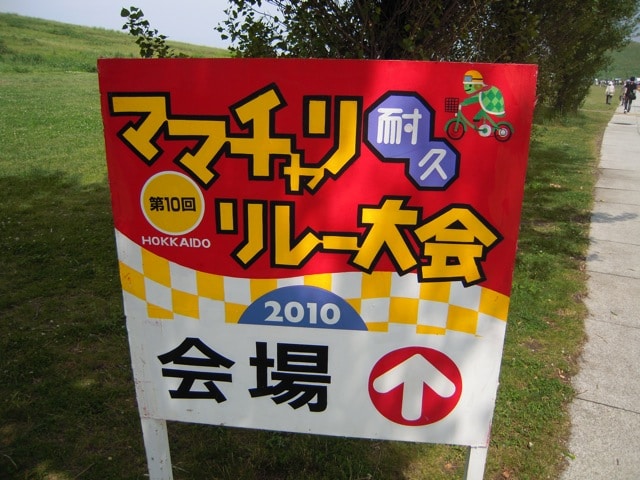 ママチャリ耐久
第10回
HOKKAIDO
リレー大会
2010
会場